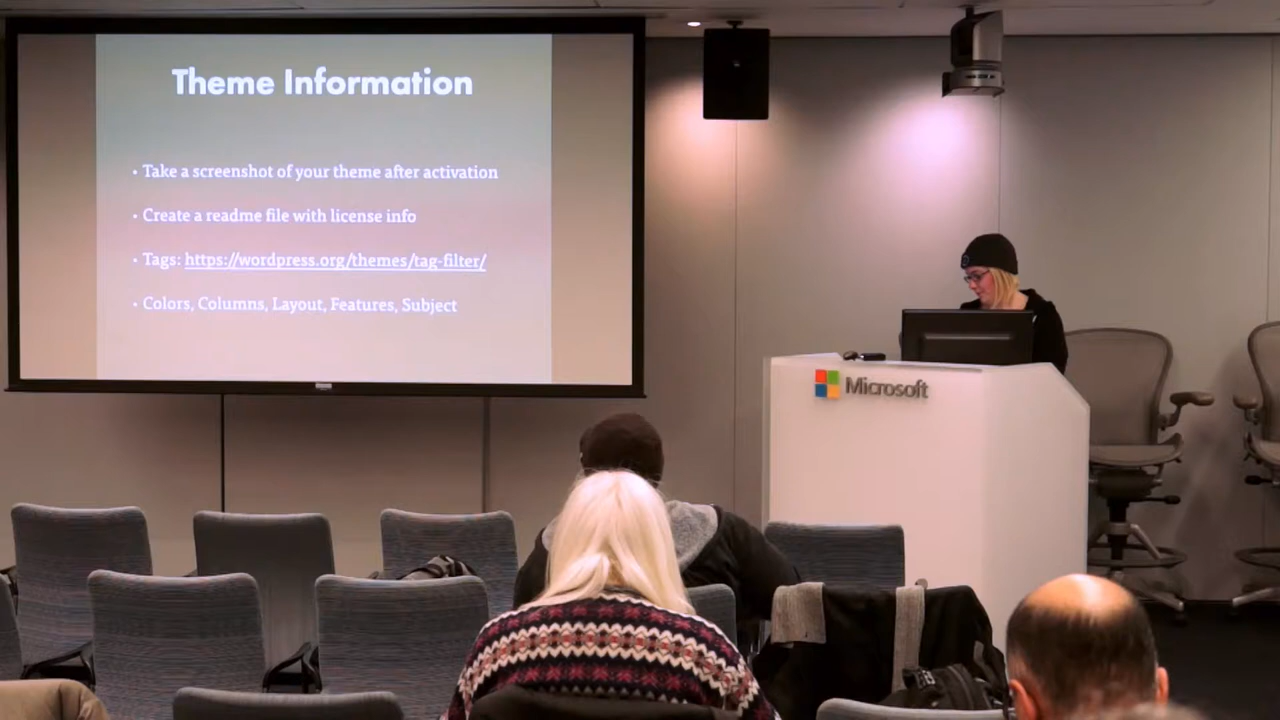 Theme Information
• Take a screenshot of your theme after activation
• Create a readme file with license info
• Tags: https://wordpress.org/themes/tag-filter/
• Colors, Columns, Layout, Features, Subject
Microsoft